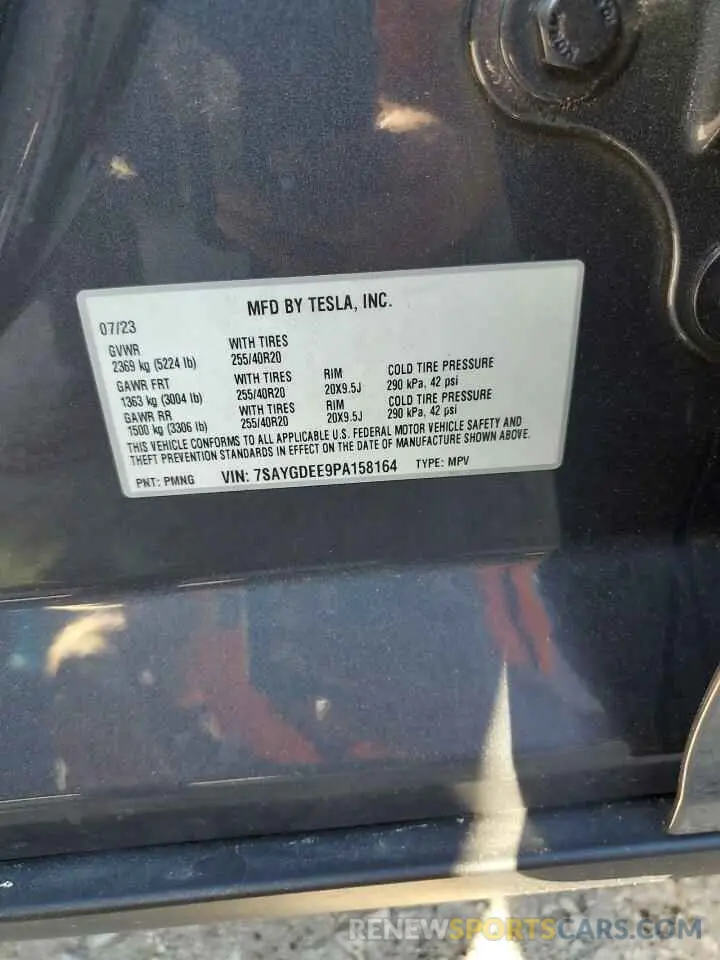 MFD BY TESLA, INC.
07/23
GVWR WITH TIRES
2369 kg (5224 lb) 255/40R20
GAWR FRT WITH TIRES RIM COLD TIRE PRESSURE
1363 kg (3004 lb) 255/40R20 20X9.5J 290 kPa, 42 psi
GAWR RR WITH TIRES RIM COLD TIRE PRESSURE
1500 kg (3306 lb) 255/40R20 20X9.5J 290 kPa, 42 psi
THIS VEHICLE CONFORMS TO ALL APPLICABLE U.S. FEDERAL MOTOR VEHICLE SAFETY AND
THEFT PREVENTION STANDARDS IN EFFECT ON THE DATE OF MANUFACTURE SHOWN ABOVE.
PNT: PMNG VIN: 7SAYGDEE9PA158164 TYPE: MPV
RENEWSPORTSCARS.COM